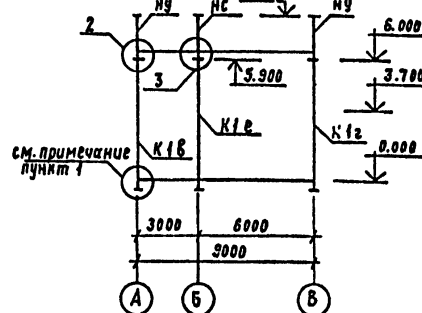 НУ НС НУ
2 6.000
3 5.900 3.700
К1в К1е К1г
см. примечание
пункт 1
0.000
3000 6000
9000
А Б В